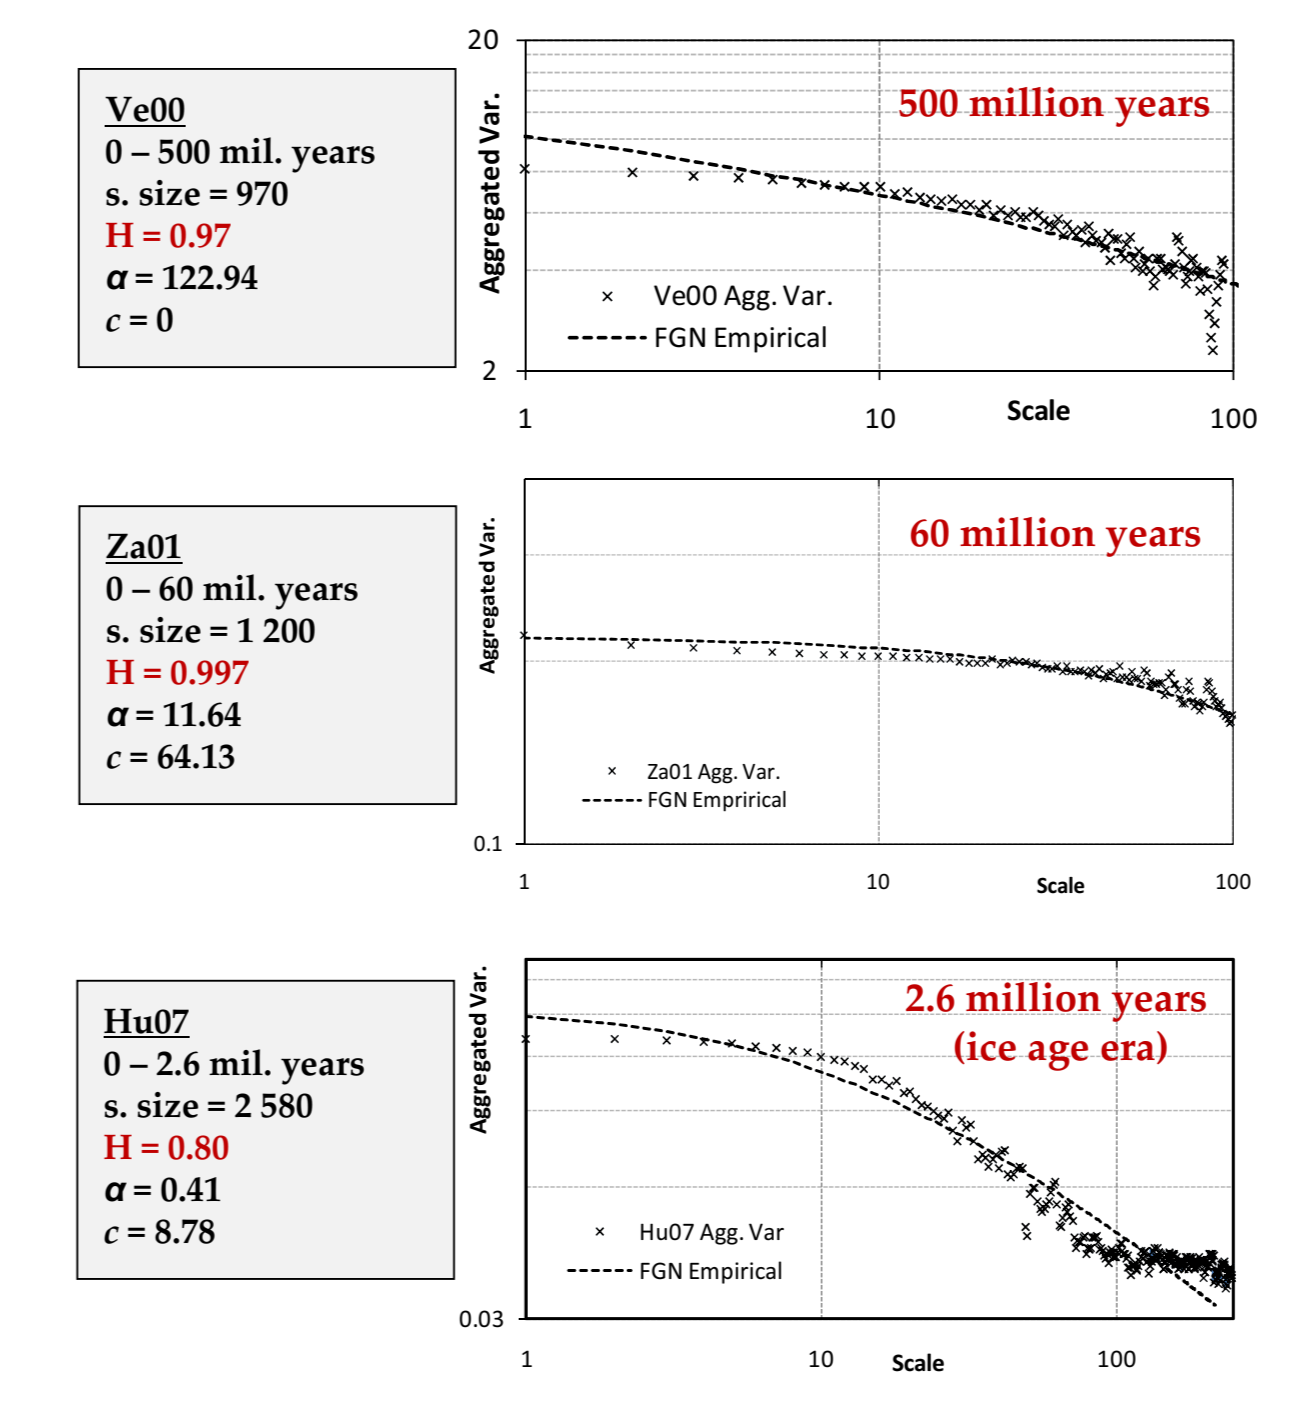 Ve00
0 – 500 mil. years
s. size = 970
H = 0.97
α = 122.94
c = 0
20
Aggregated Var.
500 million years
Ve00 Agg. Var.
FGN Empirical
2
1
10
Scale
100
Za01
0 – 60 mil. years
s. size = 1 200
H = 0.997
α = 11.64
c = 64.13
Aggregated Var.
60 million years
Za01 Agg. Var.
FGN Emprirical
0.1
1
10
Scale
100
Hu07
0 – 2.6 mil. years
s. size = 2 580
H = 0.80
α = 0.41
c = 8.78
Aggregated Var.
2.6 million years
(ice age era)
Hu07 Agg. Var
FGN Empirical
0.03
1
10
Scale
100